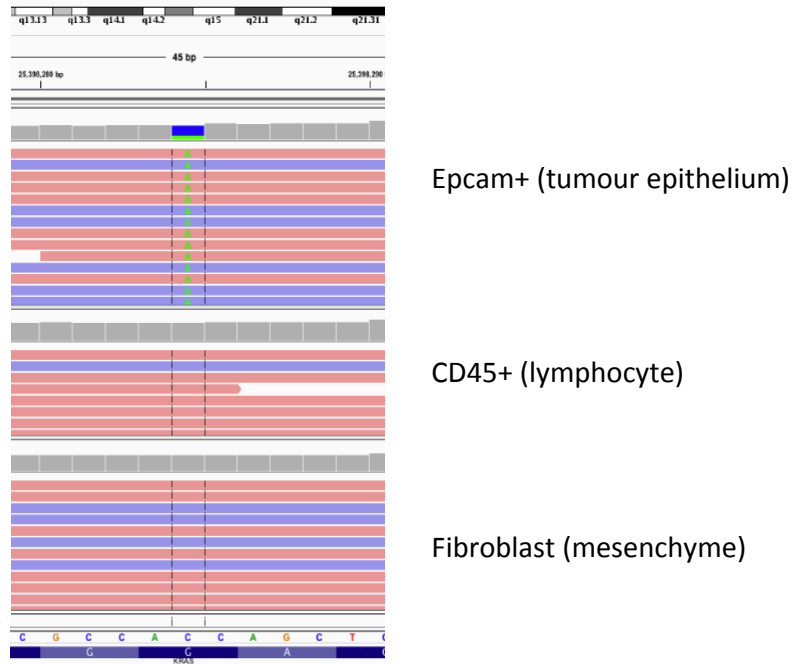 q13.13 q13.3 q14.1 q14.2 q15 q21.1 q21.2 q21.31
45 bp
25,398,280 bp 25,398,290
A
A
A
Epcam+ (tumour epithelium)
A
A
A
A
A
A
A
A
A
A
A
CD45+ (lymphocyte)
Fibroblast (mesenchyme)
C G C C A C C A G C T
G G A
KRAS